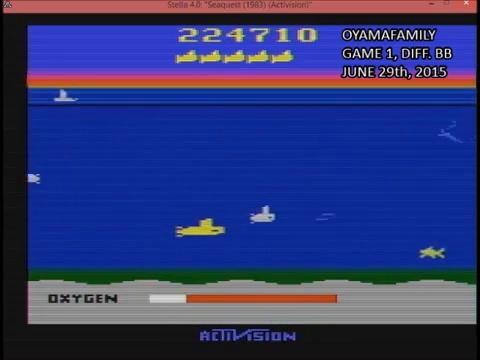 Stella 4.0: "Seaquest (1983) (Activision)"
224710
OYAMAFAMILY
GAME 1, DIFF. BB
JUNE 29th, 2015
OXYGEN
ACTIVISION